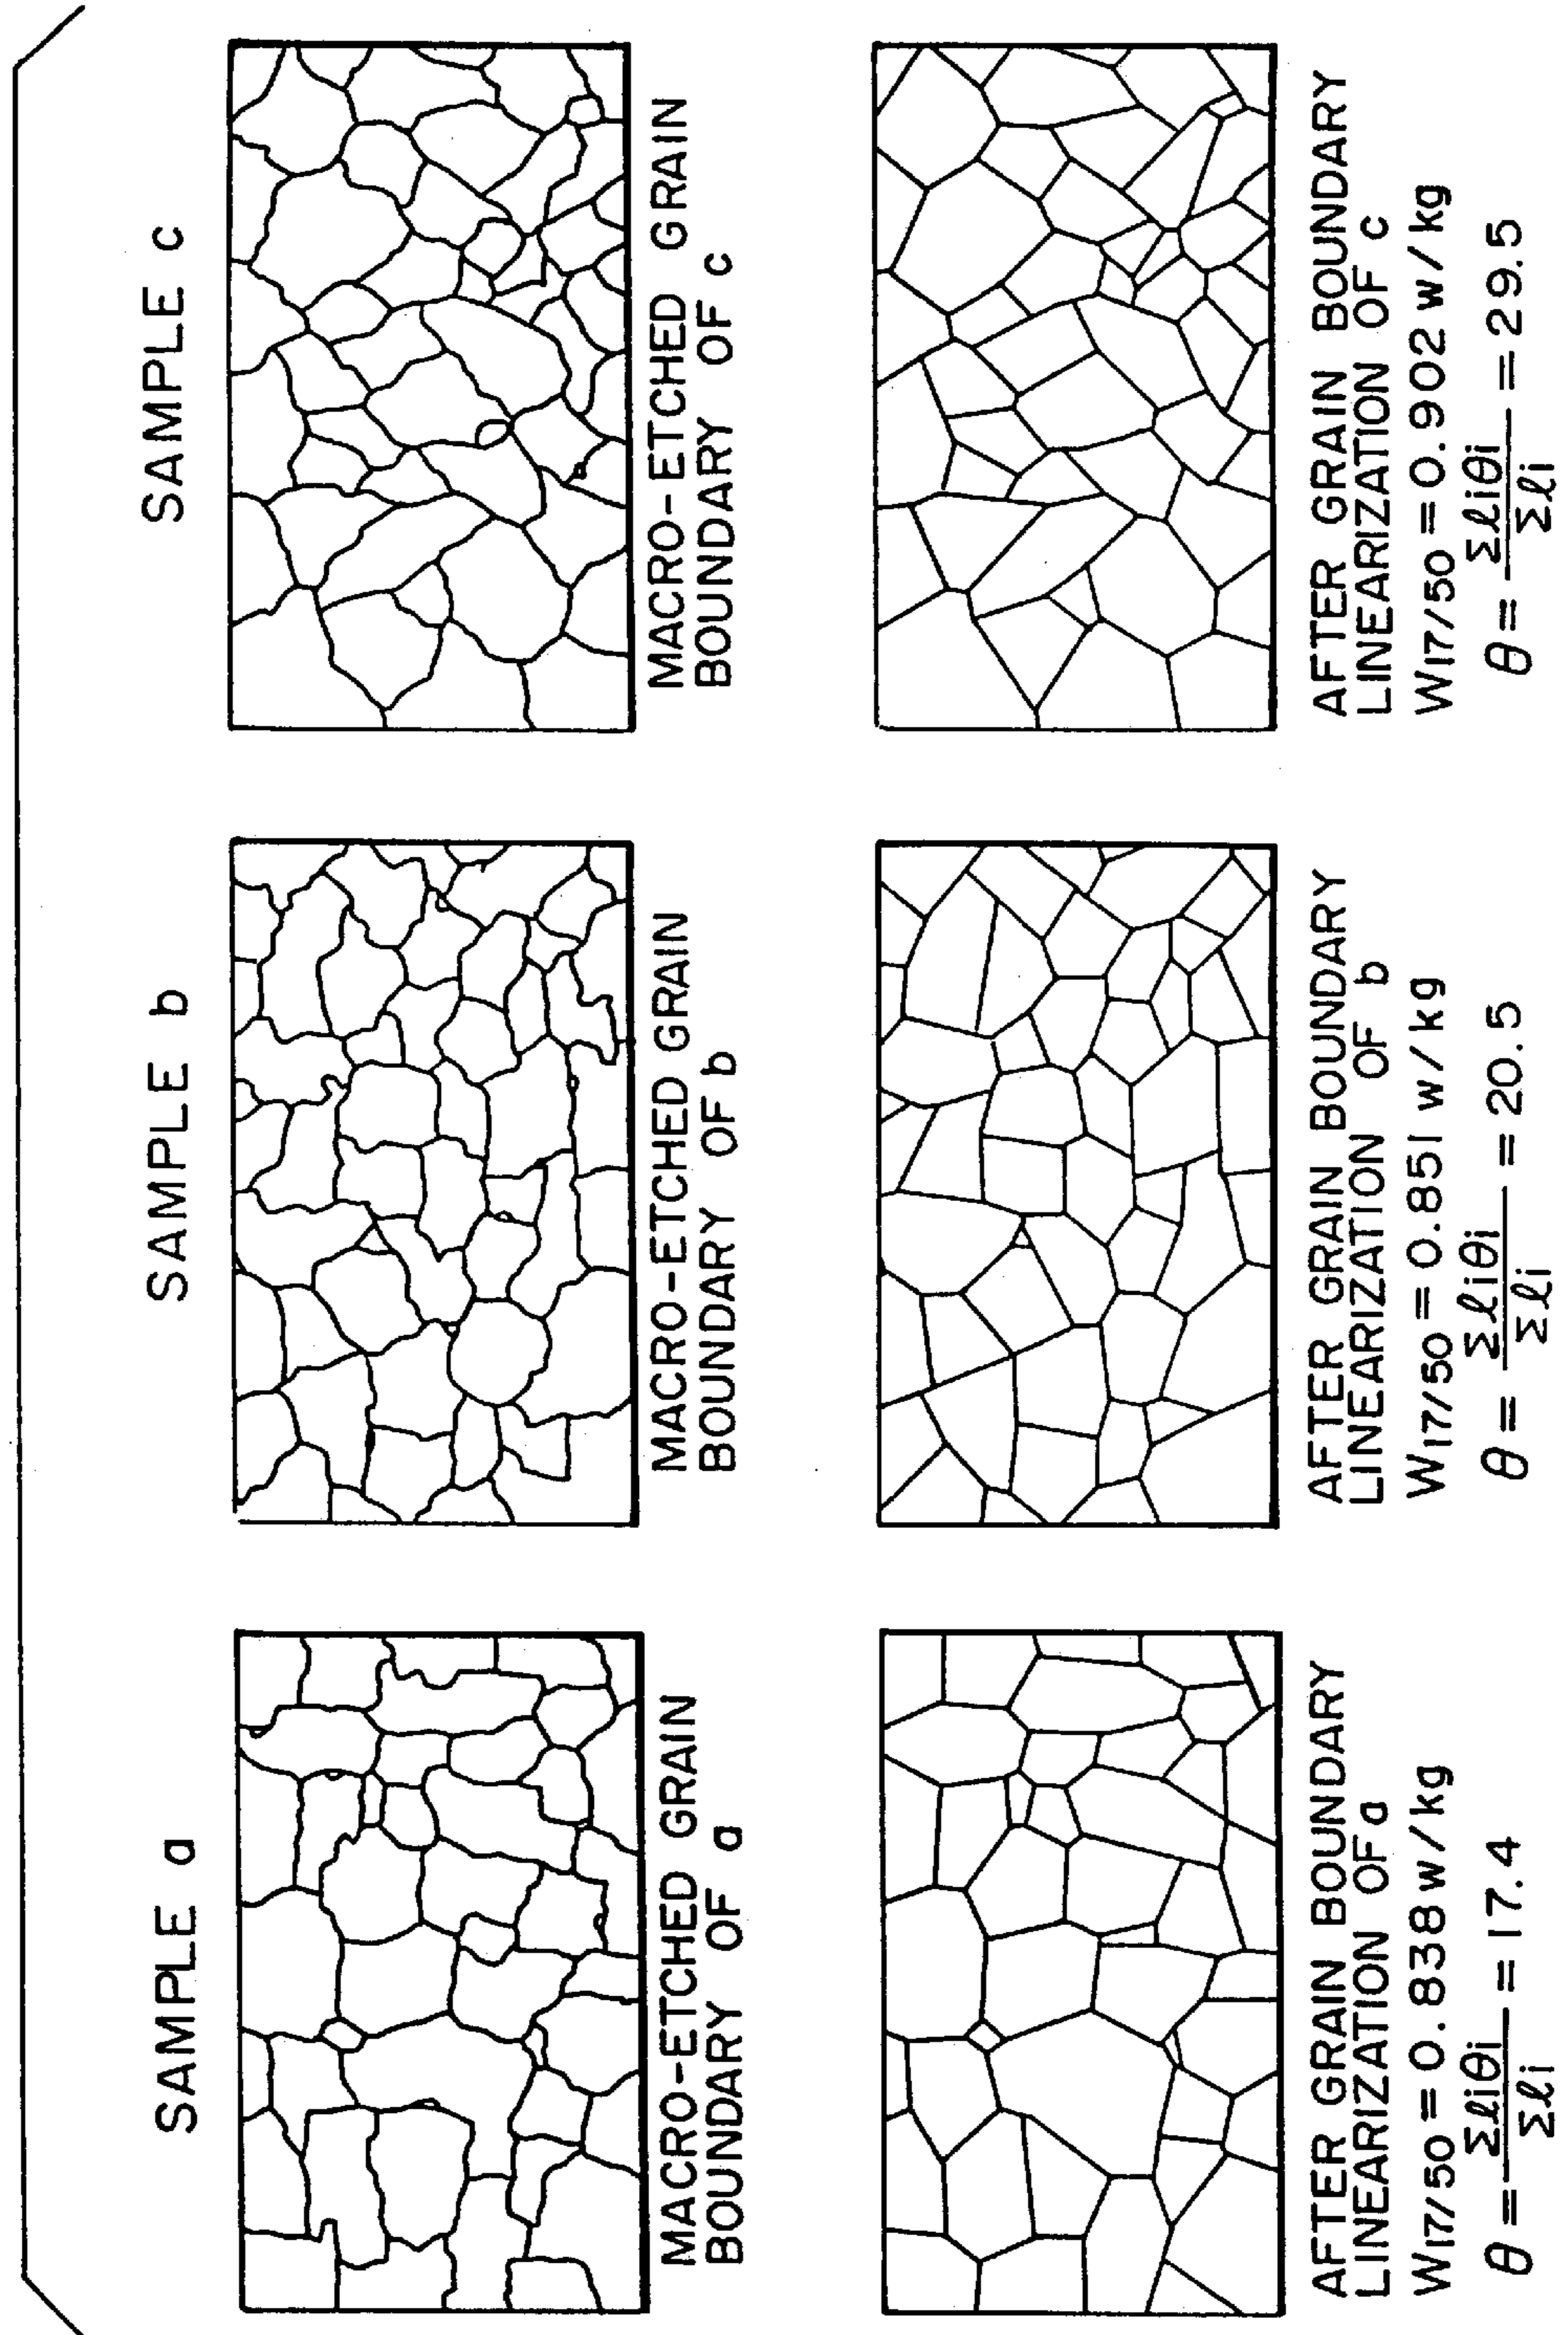 SAMPLE a
MACRO-ETCHED GRAIN
BOUNDARY OF a
AFTER GRAIN BOUNDARY
LINEARIZATION OF a
W17/50 = 0.838 w/kg
θ = Σℓiθi / Σℓi = 17.4
SAMPLE b
MACRO-ETCHED GRAIN
BOUNDARY OF b
AFTER GRAIN BOUNDARY
LINEARIZATION OF b
W17/50 = 0.851 w/kg
θ = Σℓiθi / Σℓi = 20.5
SAMPLE c
MACRO-ETCHED GRAIN
BOUNDARY OF c
AFTER GRAIN BOUNDARY
LINEARIZATION OF c
W17/50 = 0.902 w/kg
θ = Σℓiθi / Σℓi = 29.5